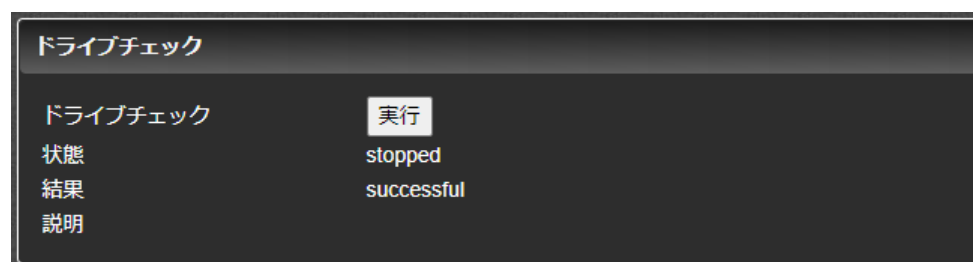 ドライブチェック
ドライブチェック 実行
状態 stopped
結果 successful
説明